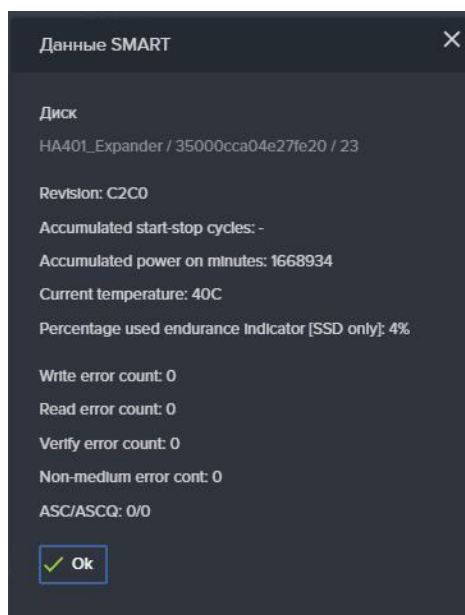 Данные SMART
Диск
HA401_Expander / 35000cca04e27fe20 / 23
Revision: C2C0
Accumulated start-stop cycles: -
Accumulated power on minutes: 1668934
Current temperature: 40C
Percentage used endurance indicator [SSD only]: 4%
Write error count: 0
Read error count: 0
Verify error count: 0
Non-medium error cont: 0
ASC/ASCQ: 0/0
Ok